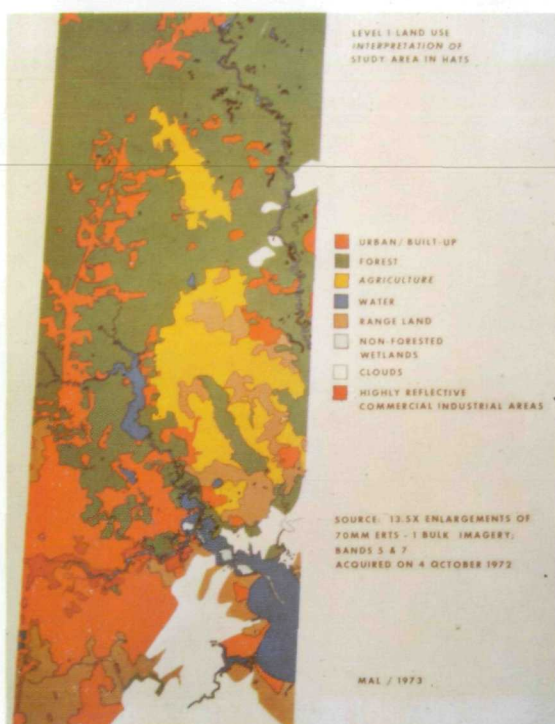 LEVEL I LAND USE
INTERPRETATION OF
STUDY AREA IN HATS
URBAN/BUILT-UP
FOREST
AGRICULTURE
WATER
RANGE LAND
NON-FORESTED
WETLANDS
CLOUDS
HIGHLY REFLECTIVE
COMMERCIAL INDUSTRIAL AREAS
SOURCE: 13.5X ENLARGEMENTS OF
70MM ERTS - 1 BULK IMAGERY;
BANDS 5 & 7
ACQUIRED ON 4 OCTOBER 1972
MAL / 1973